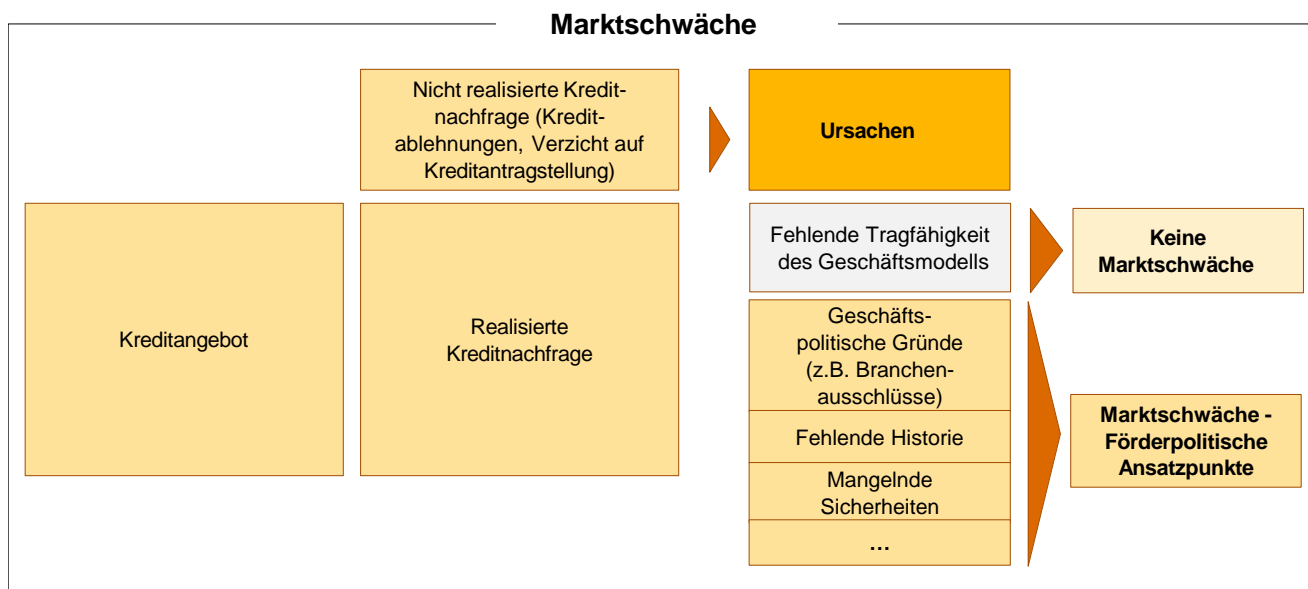 Marktschwäche
Nicht realisierte Kredit-
nachfrage (Kredit-
ablehnungen, Verzicht auf
Kreditantragstellung)
Ursachen
Kreditangebot
Realisierte
Kreditnachfrage
Fehlende Tragfähigkeit
des Geschäftsmodells
Keine
Marktschwäche
Geschäfts-
politische Gründe
(z.B. Branchen-
ausschlüsse)
Fehlende Historie
Mangelnde
Sicherheiten
...
Marktschwäche -
Förderpolitische
Ansatzpunkte